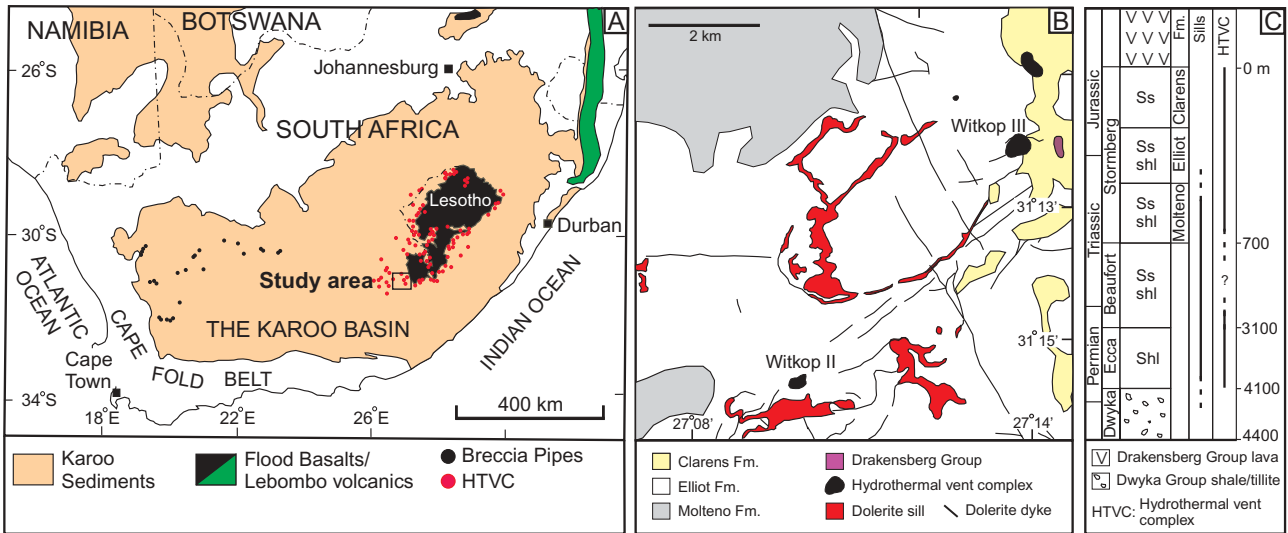 A
NAMIBIA
BOTSWANA
26°S
Johannesburg
SOUTH AFRICA
Lesotho
Durban
30°S
Study area
ATLANTIC
OCEAN
CAPE
FOLD
BELT
THE KAROO BASIN
INDIAN OCEAN
Cape
Town
34°S
18°E
22°E
26°E
400 km
Karoo
Sediments
Flood Basalts/
Lebombo volcanics
Breccia Pipes
HTVC
B
2 km
Witkop III
31°13'
31°15'
Witkop II
27°08'
27°14'
Clarens Fm.
Elliot Fm.
Molteno Fm.
Drakensberg Group
Hydrothermal vent complex
Dolerite sill
Dolerite dyke
C
Fm.
Sills
HTVC
V V V
V V V
V V V
V V V
0 m
Jurassic
Stormberg
Ss
Clarens
Ss
shl
Elliot
Triassic
Ss
shl
Molteno
700
Beaufort
Ss
shl
?
3100
Permian
Ecca
Shl
4100
Dwyka
4400
V Drakensberg Group lava
Dwyka Group shale/tillite
HTVC: Hydrothermal vent
complex